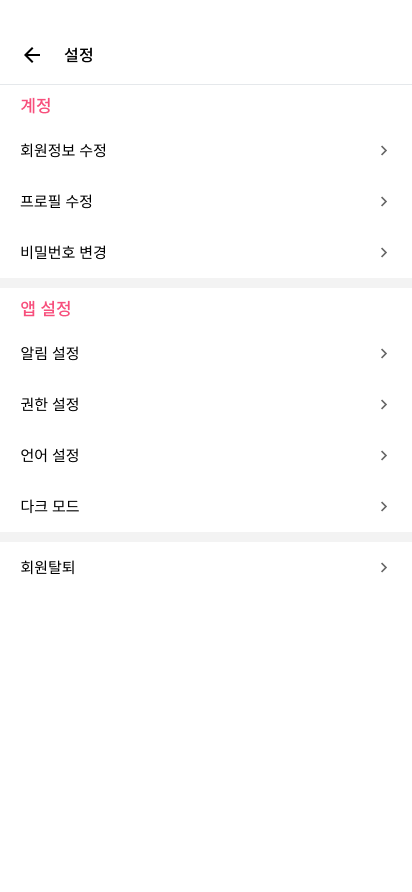 설정
계정
회원정보 수정
프로필 수정
비밀번호 변경
앱 설정
알림 설정
권한 설정
언어 설정
다크 모드
회원탈퇴